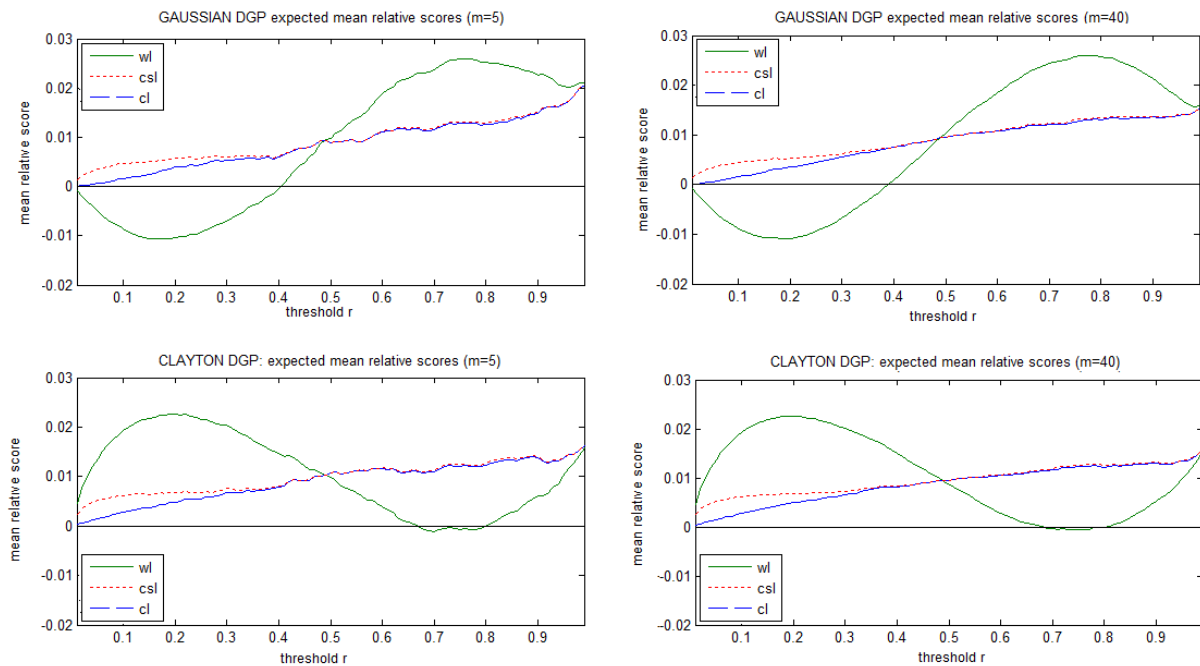 GAUSSIAN DGP expected mean relative scores (m=5)
0.03
0.02
0.01
0
-0.01
-0.02
mean relative score
wl
csl
cl
0.1 0.2 0.3 0.4 0.5 0.6 0.7 0.8 0.9
threshold r
GAUSSIAN DGP expected mean relative scores (m=40)
0.03
0.02
0.01
0
-0.01
-0.02
mean relative score
wl
csl
cl
0.1 0.2 0.3 0.4 0.5 0.6 0.7 0.8 0.9
threshold r
CLAYTON DGP: expected mean relative scores (m=5)
0.03
0.02
0.01
0
-0.01
-0.02
mean relative score
wl
csl
cl
0.1 0.2 0.3 0.4 0.5 0.6 0.7 0.8 0.9
threshold r
CLAYTON DGP: expected mean relative scores (m=40)
0.03
0.02
0.01
0
-0.01
-0.02
mean relative score
wl
csl
cl
0.1 0.2 0.3 0.4 0.5 0.6 0.7 0.8 0.9
threshold r